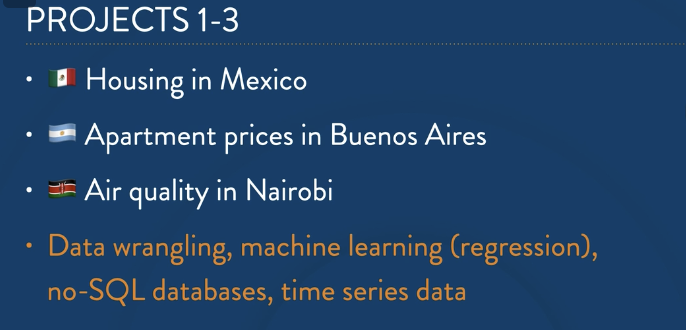 PROJECTS 1-3
• 🇲🇽 Housing in Mexico
• 🇦🇷 Apartment prices in Buenos Aires
• 🇰🇪 Air quality in Nairobi
• Data wrangling, machine learning (regression),
no-SQL databases, time series data